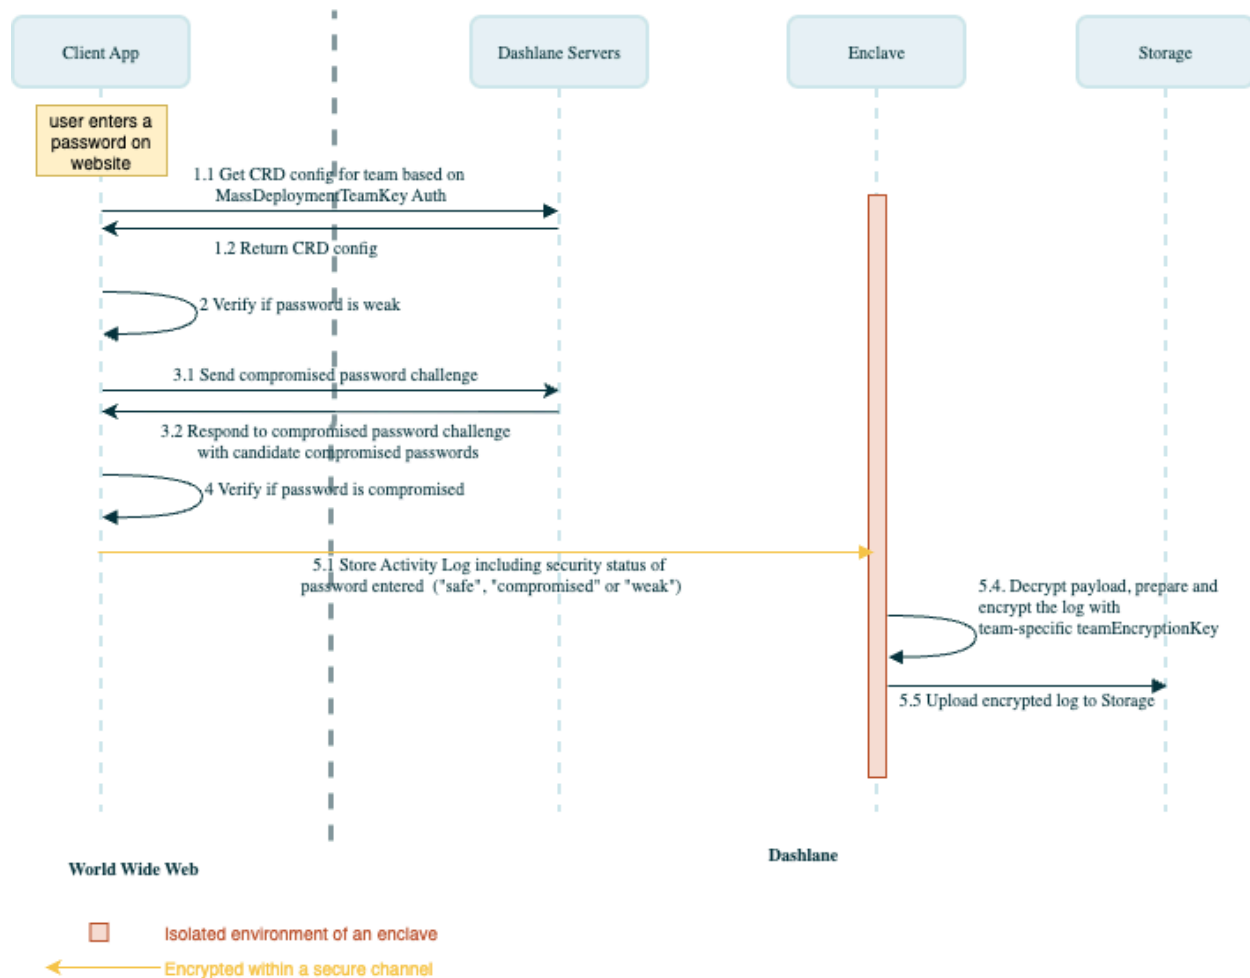 Client App
Dashlane Servers
Enclave
Storage
user enters a
password on
website
1.1 Get CRD config for team based on
MassDeploymentTeamKey Auth
1.2 Return CRD config
2 Verify if password is weak
3.1 Send compromised password challenge
3.2 Respond to compromised password challenge
with candidate compromised passwords
4 Verify if password is compromised
5.1 Store Activity Log including security status of
password entered ("safe", "compromised" or "weak")
5.4. Decrypt payload, prepare and
encrypt the log with
team-specific teamEncryptionKey
5.5 Upload encrypted log to Storage
World Wide Web
Dashlane
Isolated environment of an enclave
Encrypted within a secure channel